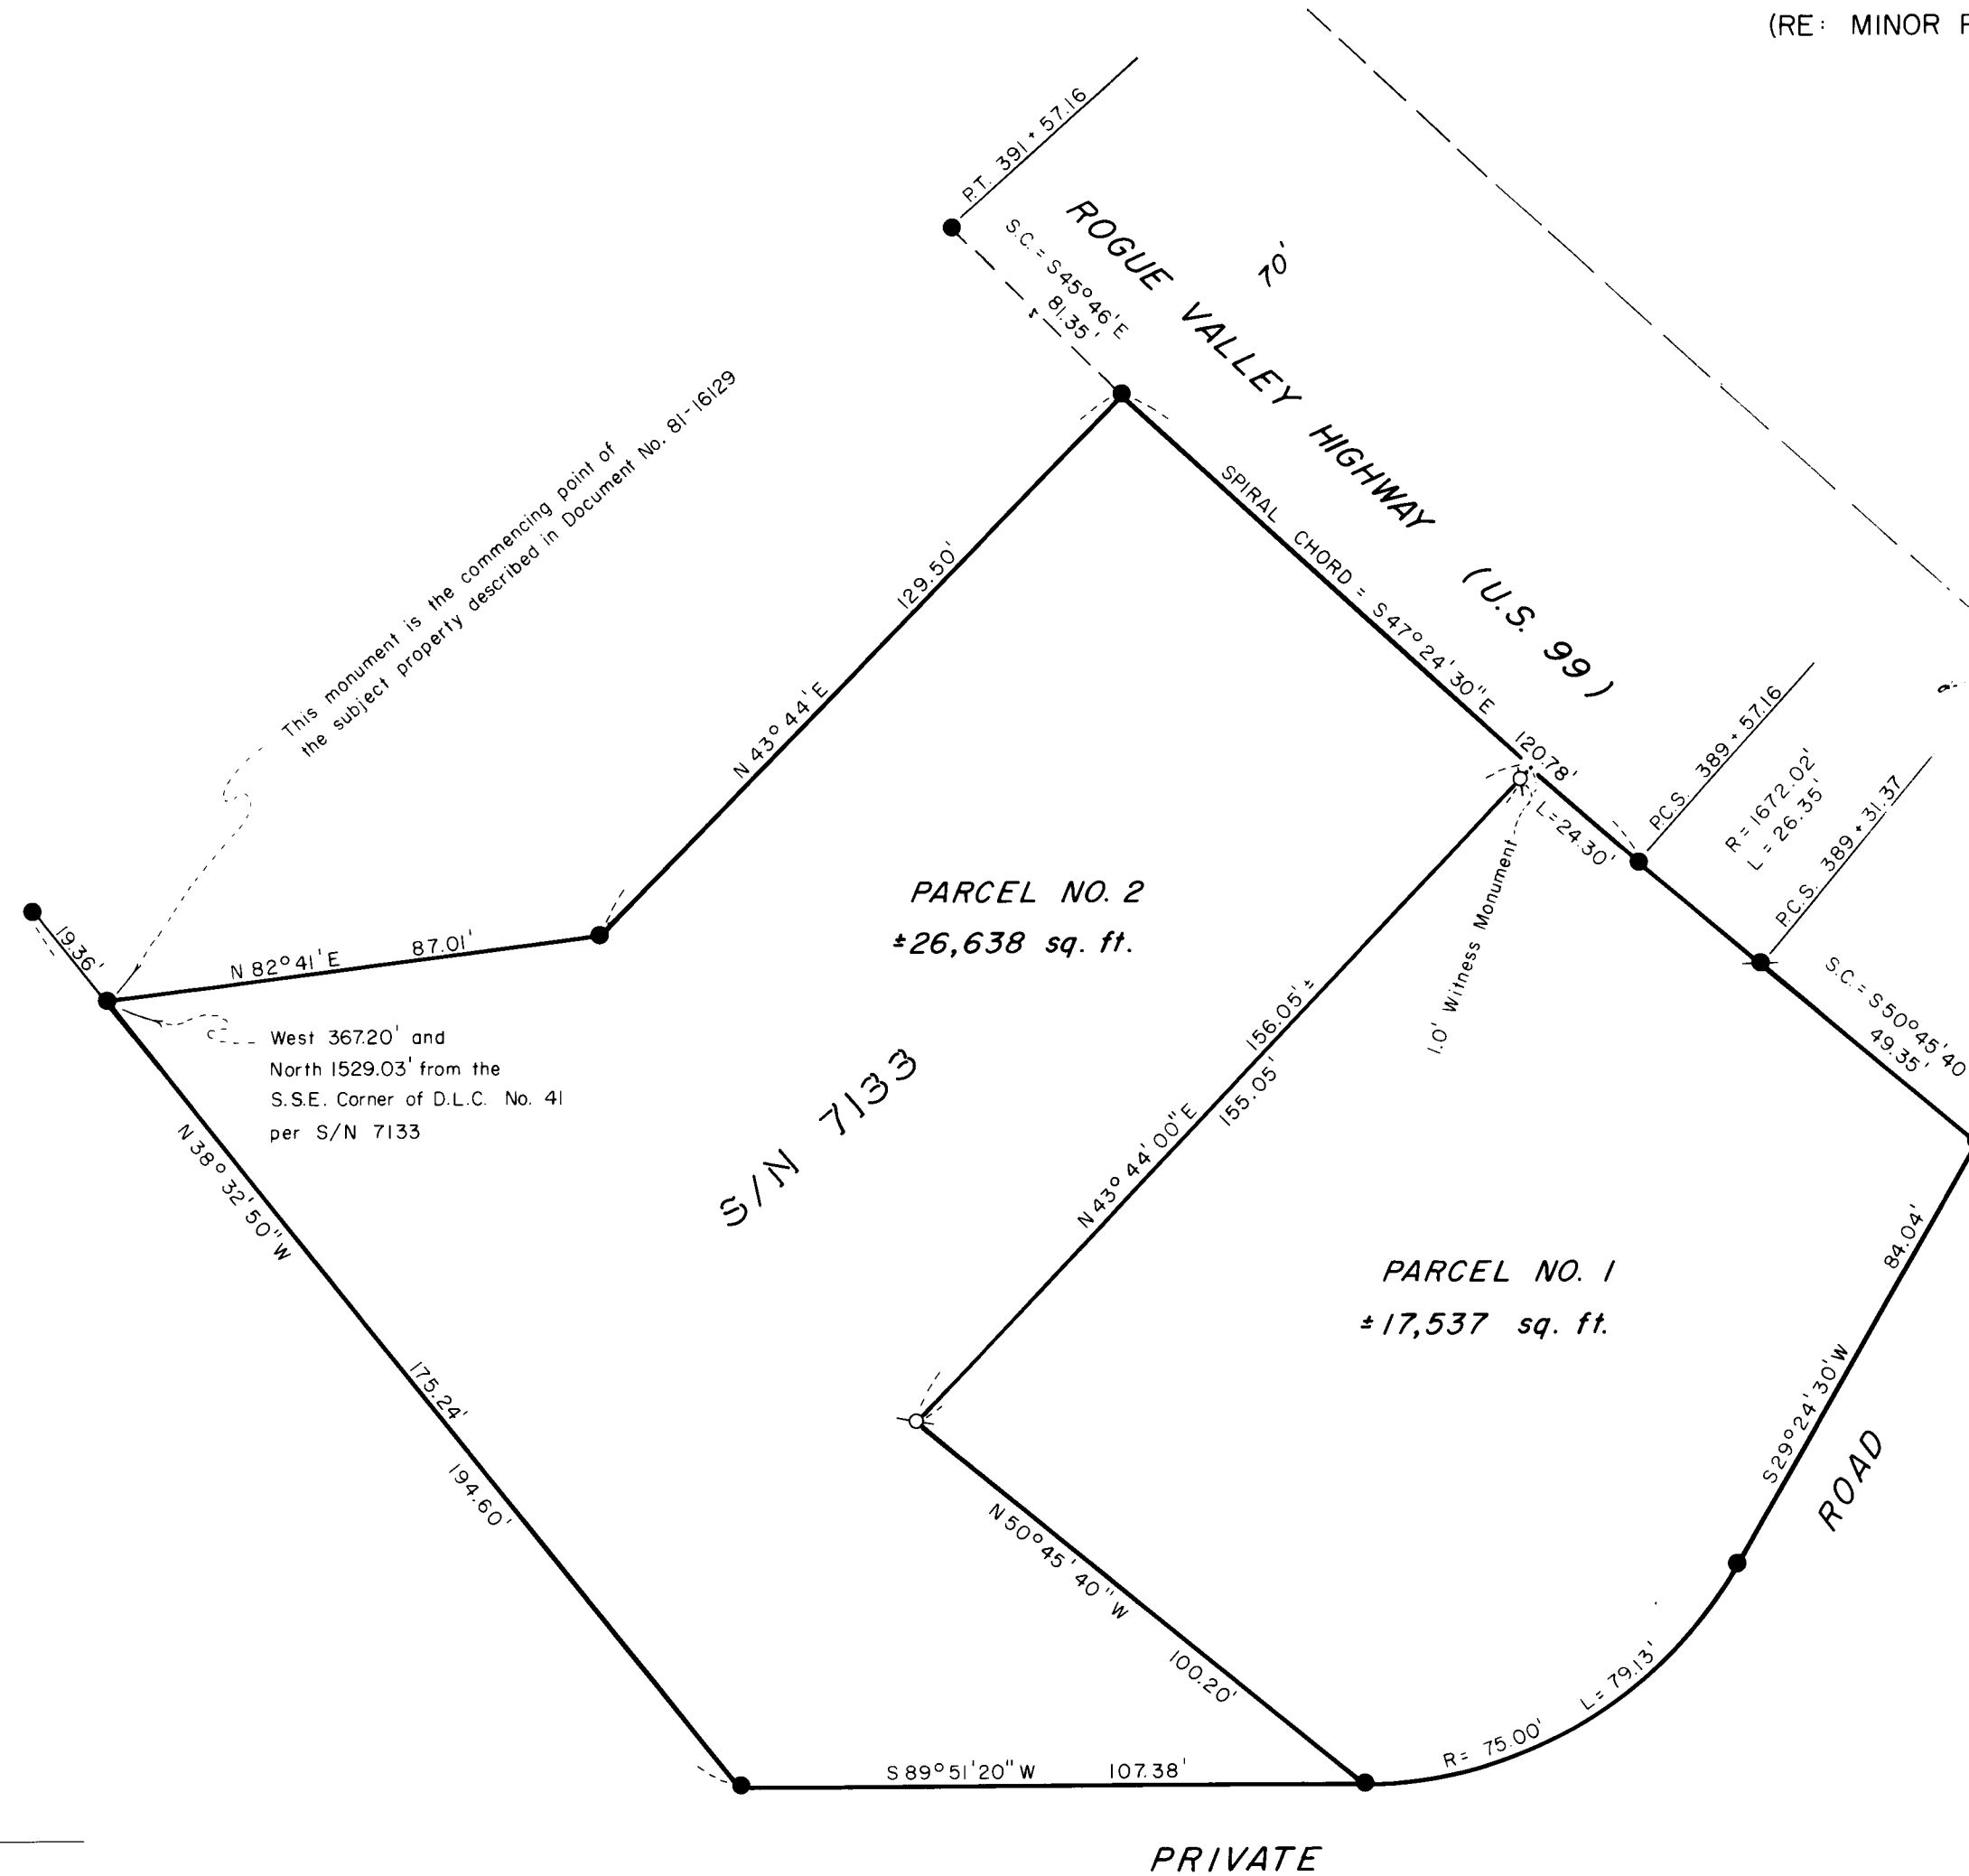 (RE: MINOR
P.T. 391+57.16
ROGUE VALLEY HIGHWAY (U.S. 99)
70'
S.C. = S45°46'E
81.35'
This monument is the commencing point of
the subject property described in Document No. 81-16129
SPIRAL CHORD = S47°24'30"E
120.78'
129.50'
N43°44'E
L=24.30'
P.C.S. 389+57.16
R=1672.02'
L=26.35'
P.C.S. 389+31.37
1.0' Witness Monument
PARCEL NO. 2
±26,638 sq. ft.
19.36'
N82°41'E 87.01'
S.C.=S50°45'40
49.35'
West 367.20' and
North 1529.03' from the
S.S.E. Corner of D.L.C. No. 41
per S/N 7133
S/N 7133
156.05'±
N43°44'00"E
155.05'
N38°32'50"W
175.24'
194.60'
PARCEL NO. 1
±17,537 sq. ft.
84.04'
S29°24'30'W
ROAD
N50°45'40"W
100.20'
L=79.13'
R= 75.00'
S89°51'20"W 107.38'
PRIVATE